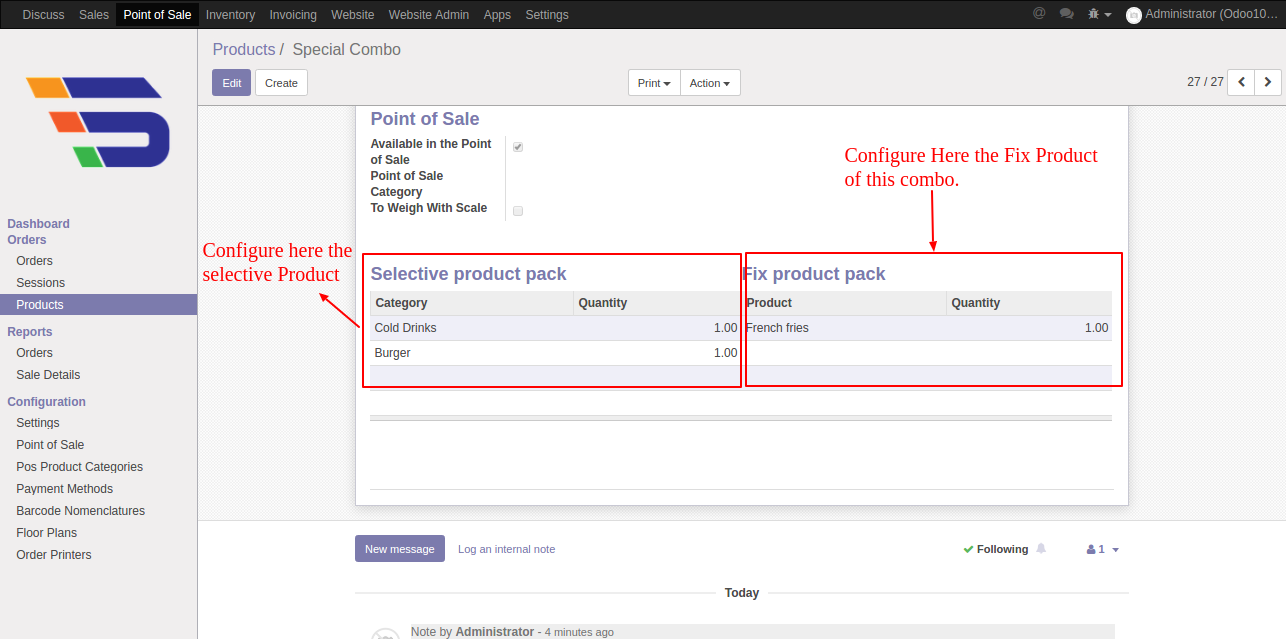 Discuss Sales Point of Sale Inventory Invoicing Website Website Admin Apps Settings @ Administrator (Odoo10…
Products / Special Combo
Edit Create Print Action 27 / 27
Dashboard
Orders
Orders
Sessions
Products
Reports
Orders
Sale Details
Configuration
Settings
Point of Sale
Pos Product Categories
Payment Methods
Barcode Nomenclatures
Floor Plans
Order Printers
Point of Sale
Available in the Point
of Sale
Point of Sale
Category
To Weigh With Scale
Configure Here the Fix Product
of this combo.
Configure here the
selective Product
Selective product pack
Category Quantity
Cold Drinks 1.00
Burger 1.00
Fix product pack
Product Quantity
French fries 1.00
New message Log an internal note Following 1
Today
Note by Administrator - 4 minutes ago